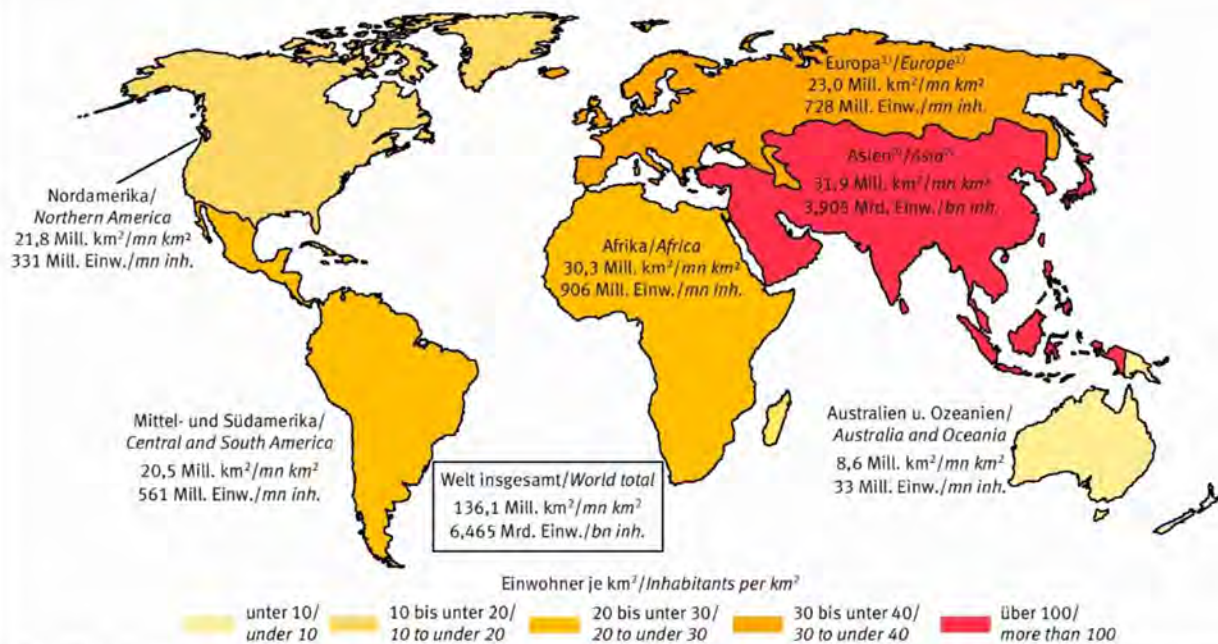 Europa¹⁾/Europe¹⁾
23,0 Mill. km²/mn km²
728 Mill. Einw./mn inh.
Asien²⁾/Asia²⁾
31,9 Mill. km²/mn km²
3,905 Mrd. Einw./bn inh.
Nordamerika/
Northern America
21,8 Mill. km²/mn km²
331 Mill. Einw./mn inh.
Afrika/Africa
30,3 Mill. km²/mn km²
906 Mill. Einw./mn inh.
Mittel- und Südamerika/
Central and South America
20,5 Mill. km²/mn km²
561 Mill. Einw./mn inh.
Australien u. Ozeanien/
Australia and Oceania
8,6 Mill. km²/mn km²
33 Mill. Einw./mn inh.
Welt insgesamt/World total
136,1 Mill. km²/mn km²
6,465 Mrd. Einw./bn inh.
Einwohner je km²/Inhabitants per km²
unter 10/
under 10
10 bis unter 20/
10 to under 20
20 bis unter 30/
20 to under 30
30 bis unter 40/
30 to under 40
über 100/
more than 100